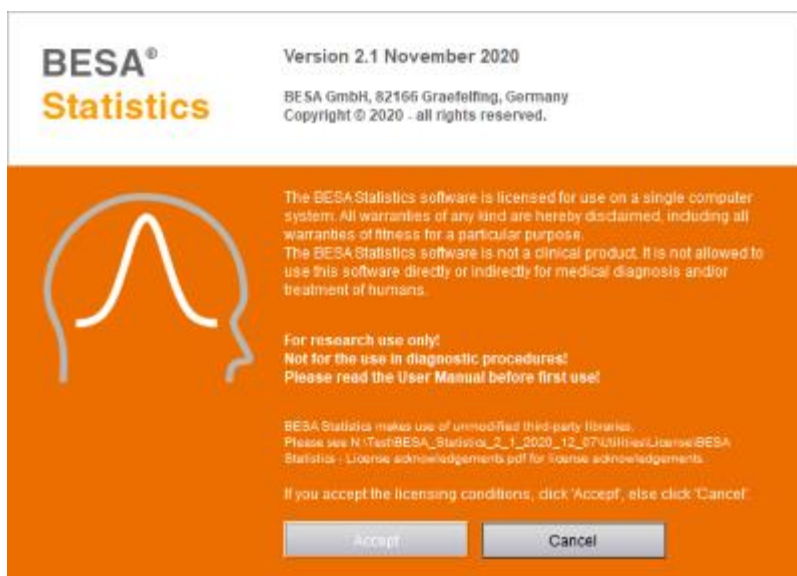 BESA®
Statistics
Version 2.1 November 2020
BESA GmbH, 82166 Graefelfing, Germany
Copyright © 2020 - all rights reserved.
The BESA Statistics software is licensed for use on a single computer
system. All warranties of any kind are hereby disclaimed, including all
warranties of fitness for a particular purpose.
The BESA Statistics software is not a clinical product. It is not allowed to
use this software directly or indirectly for medical diagnosis and/or
treatment of humans.
For research use only!
Not for the use in diagnostic procedures!
Please read the User Manual before first use!
BESA Statistics makes use of unmodified third-party libraries.
Please see N:\Test\BESA_Statistics_2_1_2020_12_07\Utilities\License\BESA
Statistics - License acknowledgements.pdf for license acknowledgements.
If you accept the licensing conditions, click 'Accept', else click 'Cancel'.
Accept
Cancel